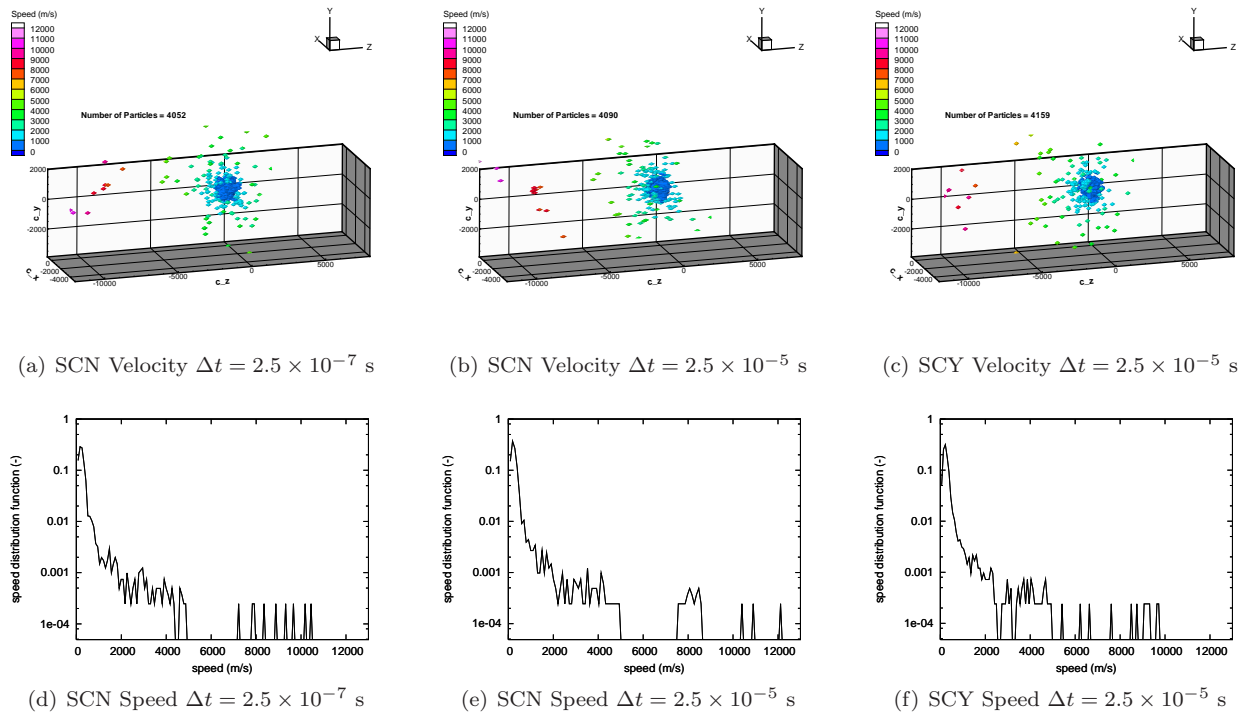 Speed (m/s)
12000
11000
10000
9000
8000
7000
6000
5000
4000
3000
2000
1000
0
Y
X
Z
Number of Particles = 4052
2000
0
-2000
c_y
0
-2000
-4000
c_x
-10000
-5000
0
5000
c_z
(a) SCN Velocity Δt = 2.5 × 10⁻⁷ s
Speed (m/s)
12000
11000
10000
9000
8000
7000
6000
5000
4000
3000
2000
1000
0
Y
X
Z
Number of Particles = 4090
2000
0
-2000
c_y
0
-2000
-4000
c_x
-10000
-5000
0
5000
c_z
(b) SCN Velocity Δt = 2.5 × 10⁻⁵ s
Speed (m/s)
12000
11000
10000
9000
8000
7000
6000
5000
4000
3000
2000
1000
0
Y
X
Z
Number of Particles = 4159
2000
0
-2000
c_y
0
-2000
-4000
c_x
-10000
-5000
0
5000
c_z
(c) SCY Velocity Δt = 2.5 × 10⁻⁵ s
1
0.1
0.01
0.001
1e-04
speed distribution function (-)
0 2000 4000 6000 8000 10000 12000
speed (m/s)
(d) SCN Speed Δt = 2.5 × 10⁻⁷ s
1
0.1
0.01
0.001
1e-04
speed distribution function (-)
0 2000 4000 6000 8000 10000 12000
speed (m/s)
(e) SCN Speed Δt = 2.5 × 10⁻⁵ s
1
0.1
0.01
0.001
1e-04
speed distribution function (-)
0 2000 4000 6000 8000 10000 12000
speed (m/s)
(f) SCY Speed Δt = 2.5 × 10⁻⁵ s